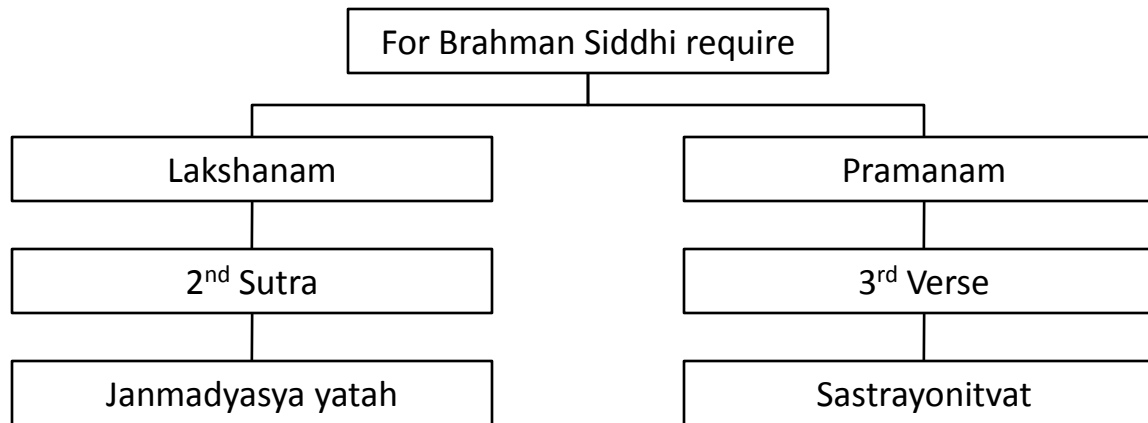 For Brahman Siddhi require
Lakshanam
Pramanam
2nd Sutra
3rd Verse
Janmadyasya yatah
Sastrayonitvat